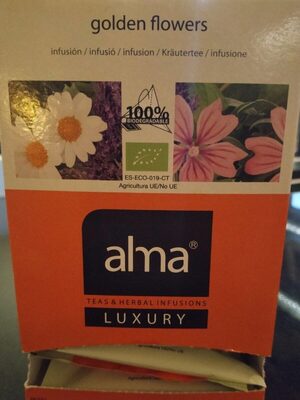 golden flowers
infusión / infusió / infusion / Kräutertee / infusione
100%
BIODEGRADABLE
ES-ECO-019-CT
Agricultura UE/No UE
alma®
TEAS & HERBAL INFUSIONS
LUXURY